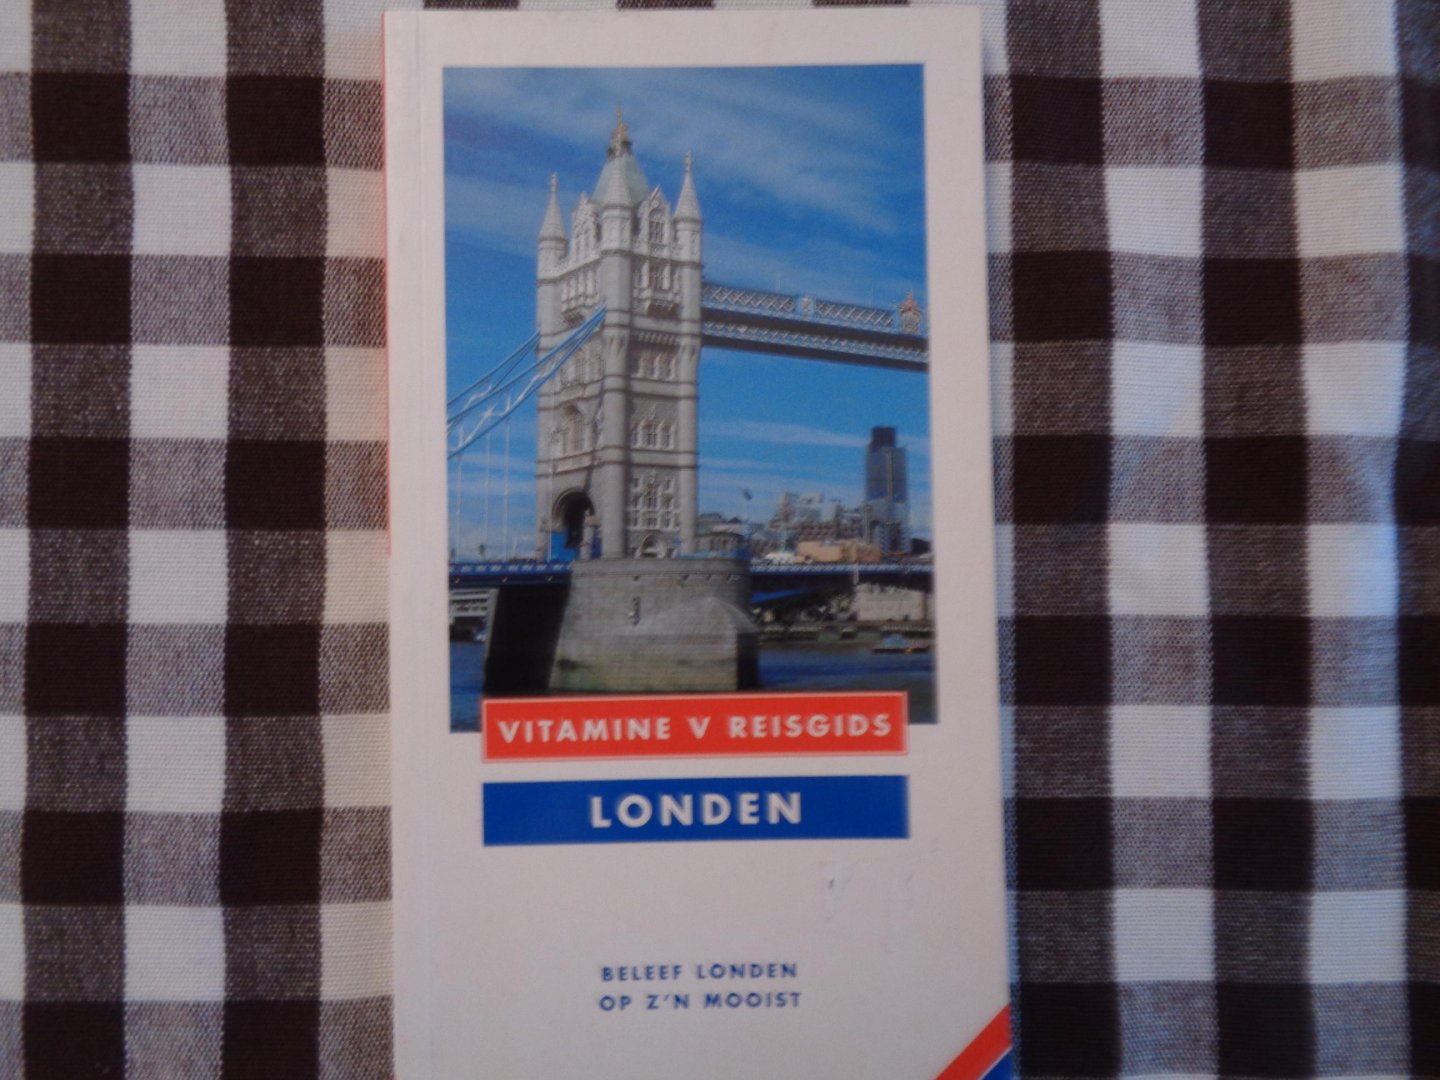 VITAMINE V REISGIDS
LONDEN
BELEEF LONDEN
OP Z'N MOOIST